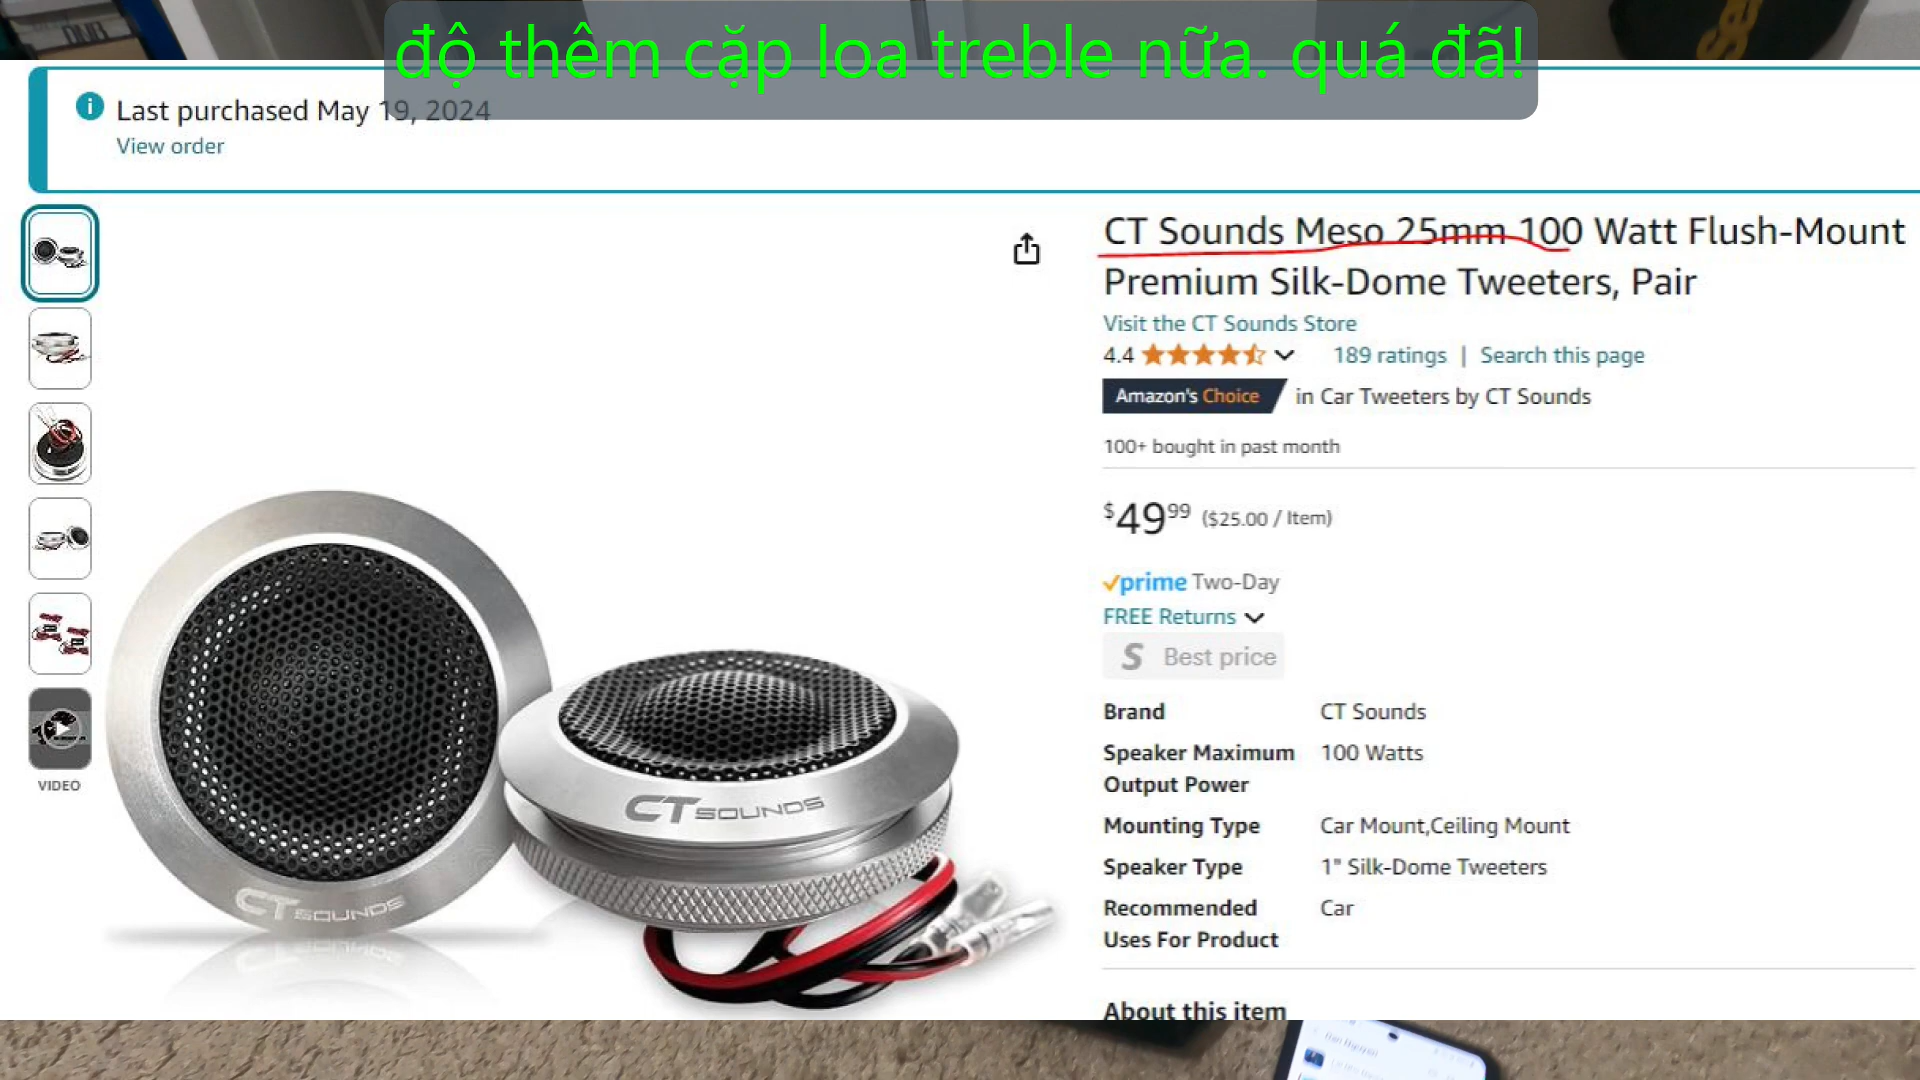 độ thêm cặp loa treble nữa. quá đã!
Last purchased May 19, 2024
View order
CT Sounds Meso 25mm 100 Watt Flush-Mount
Premium Silk-Dome Tweeters, Pair
Visit the CT Sounds Store
4.4 189 ratings | Search this page
Amazon's Choice in Car Tweeters by CT Sounds
100+ bought in past month
$49.99 ($25.00 / Item)
prime Two-Day
FREE Returns
S Best price
Brand CT Sounds
Speaker Maximum Output Power 100 Watts
Mounting Type Car Mount,Ceiling Mount
Speaker Type 1" Silk-Dome Tweeters
Recommended Uses For Product Car
About this item
VIDEO
CT SOUNDS
CT SOUNDS